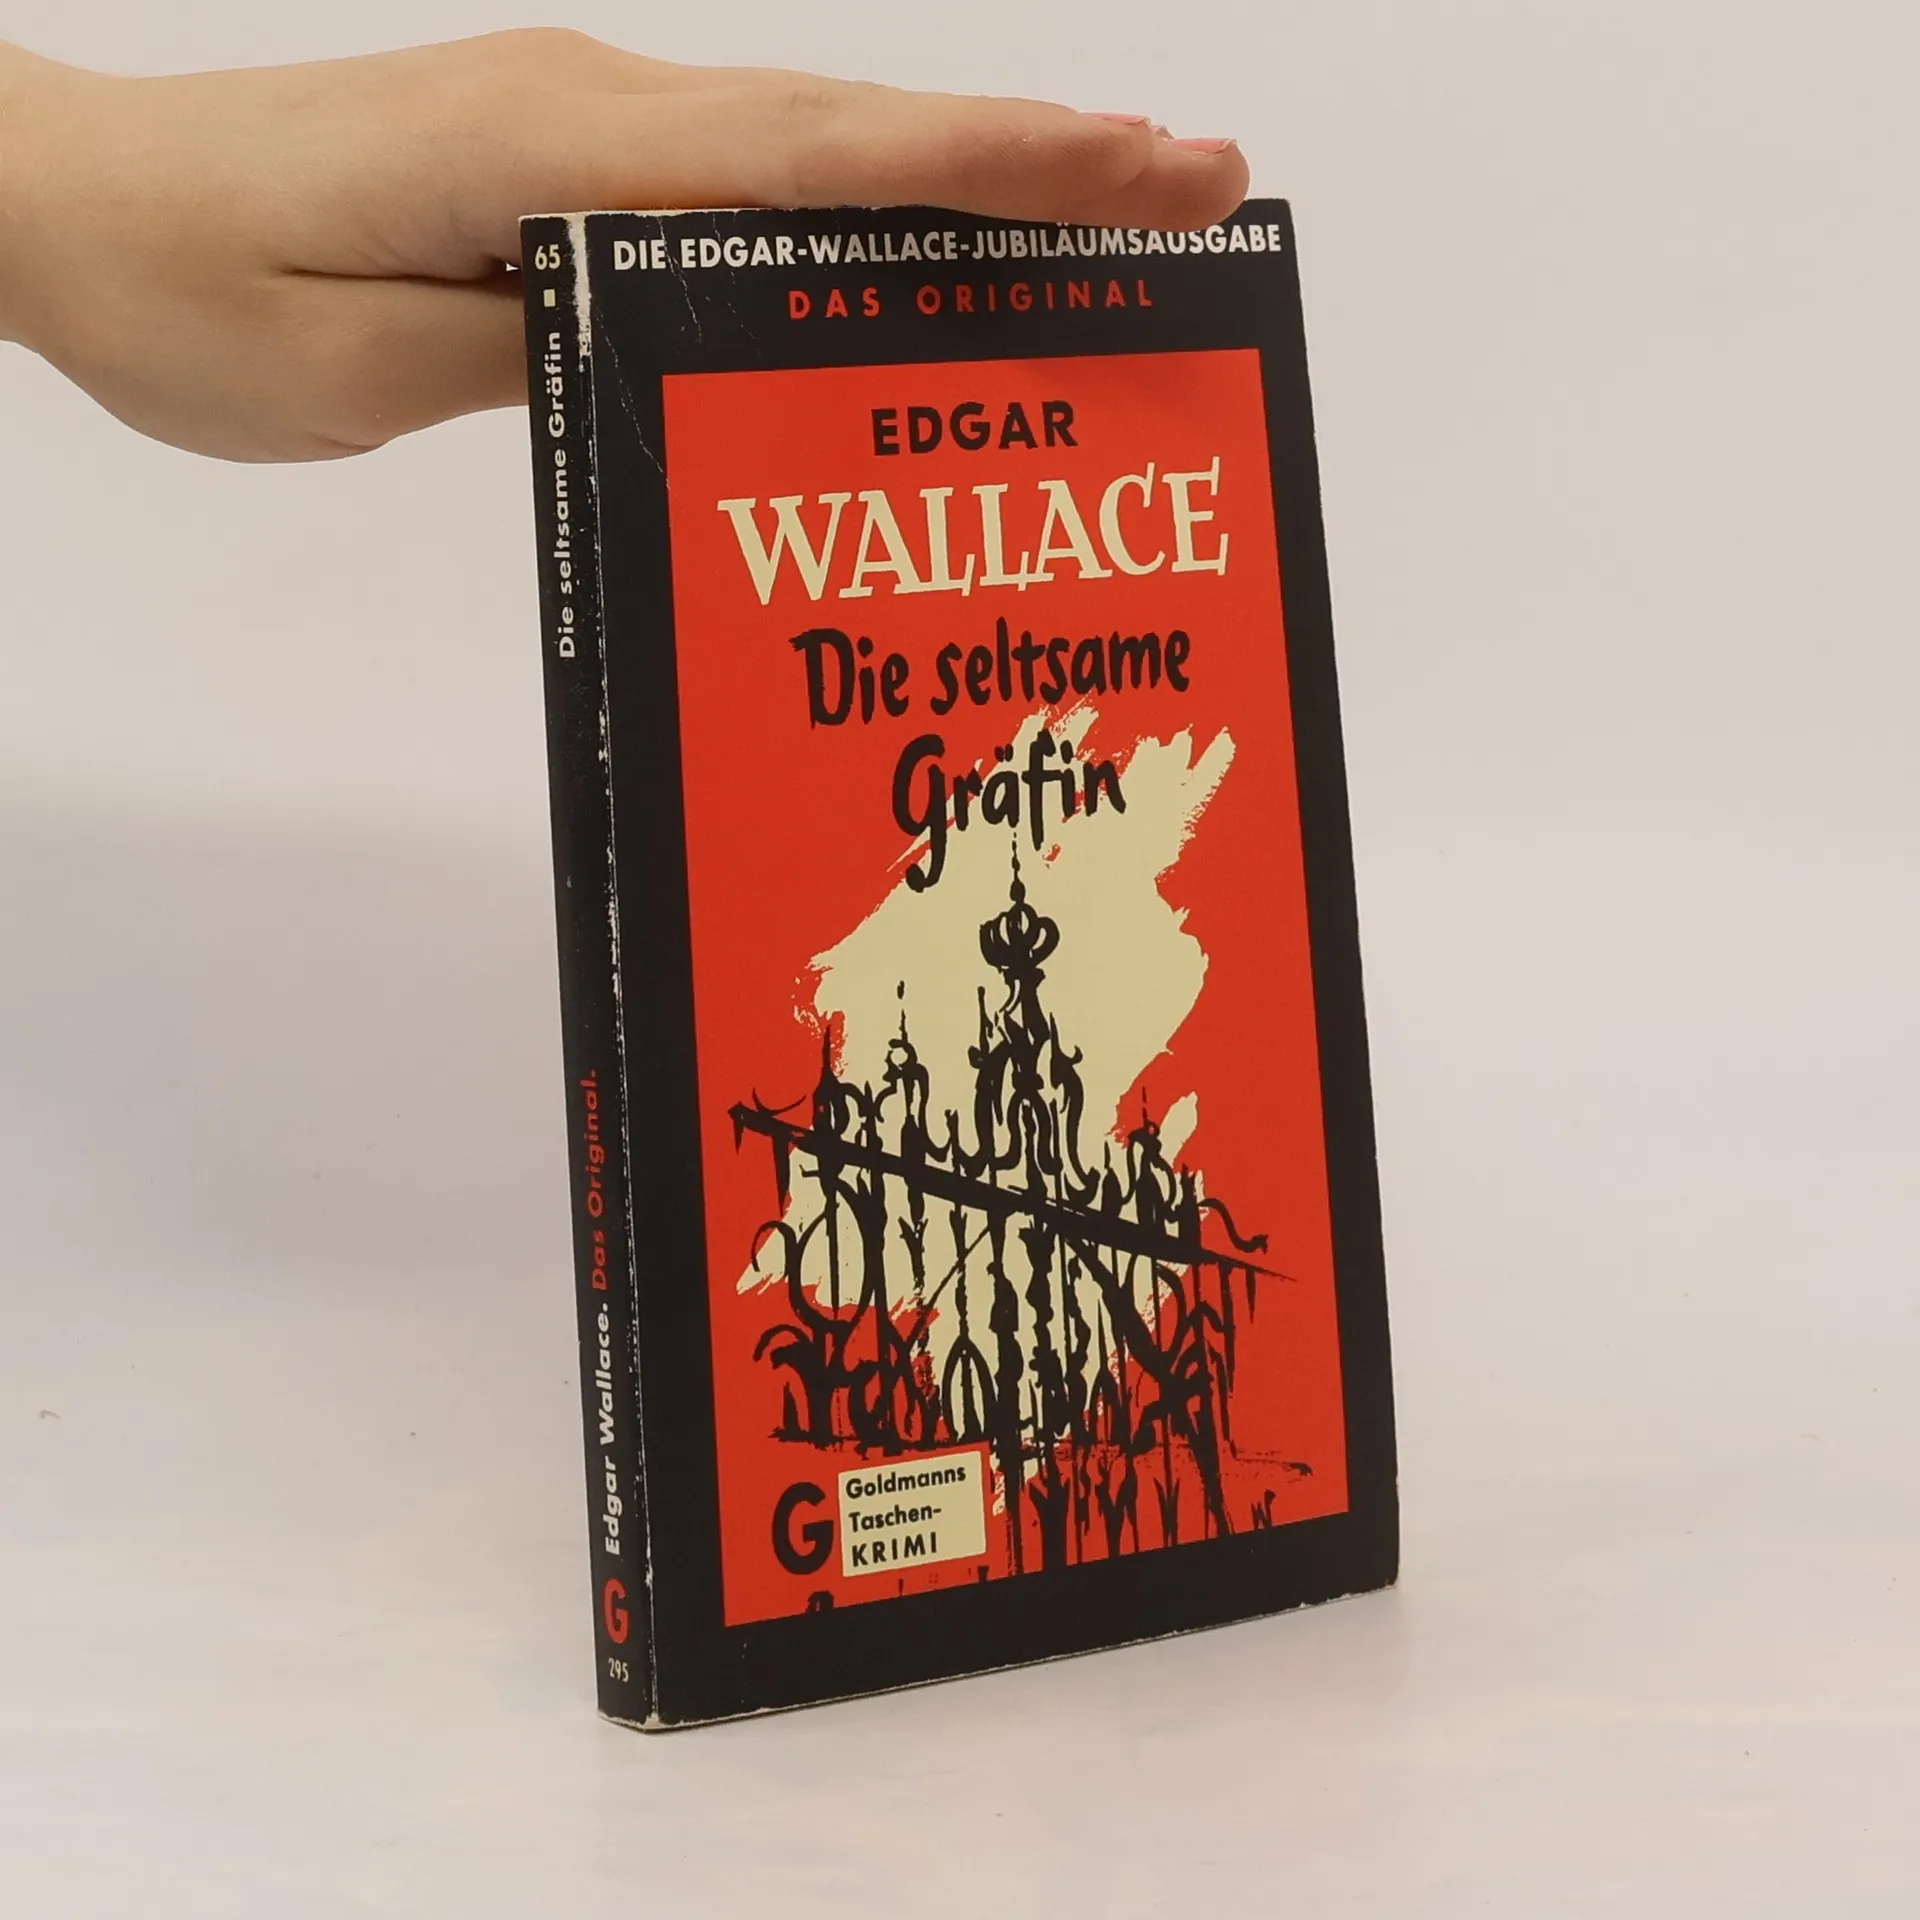 DIE EDGAR-WALLACE-JUBILÄUMSAUSGABE
DAS ORIGINAL
EDGAR
WALLACE
Die seltsame
Gräfin
G
Goldmanns
Taschen-
KRIMI
65
Die seltsame Gräfin
Edgar Wallace. Das Original.
G
295